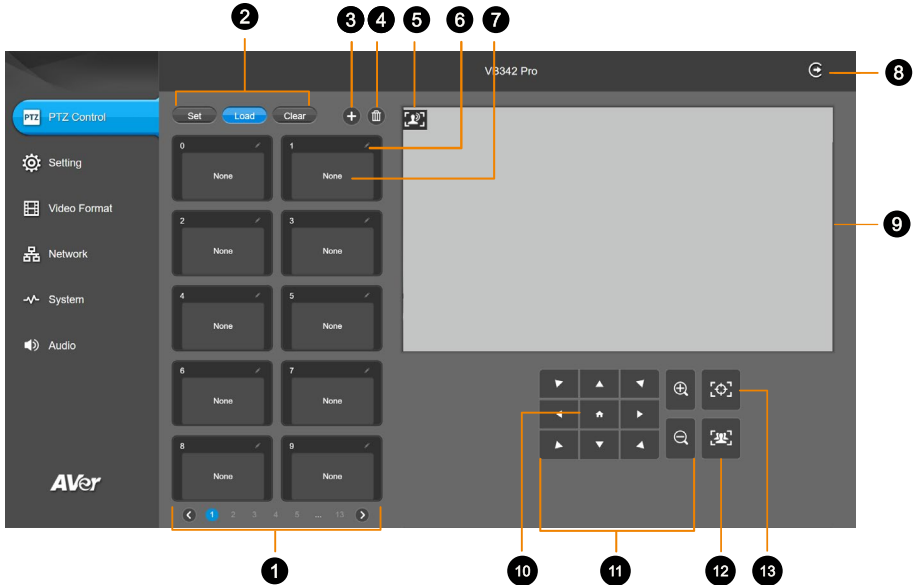 2 3 4 5 6 7
VB342 Pro
8
PTZ PTZ Control
Set Load Clear
0 1
None None
Setting
Video Format
2 3
None None
9
Network
System
4 5
None None
Audio
6 7
None None
10
8 9
None None
AVer
1 2 3 4 5 ... 13
1 10 11 12 13